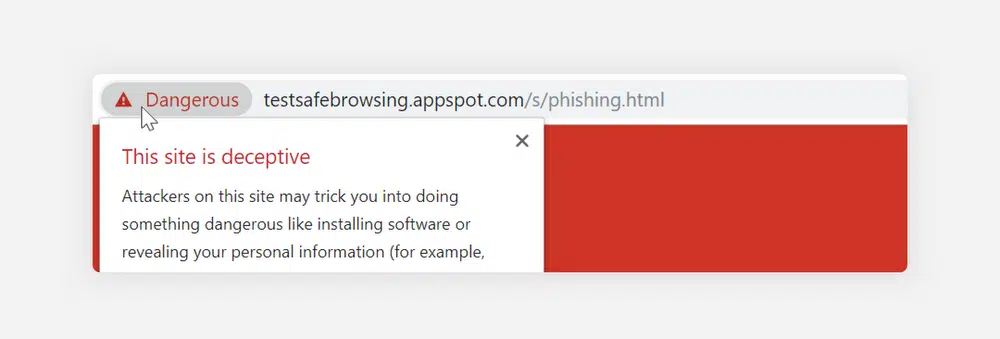 Dangerous testsafebrowsing.appspot.com/s/phishing.html
This site is deceptive
Attackers on this site may trick you into doing
something dangerous like installing software or
revealing your personal information (for example,